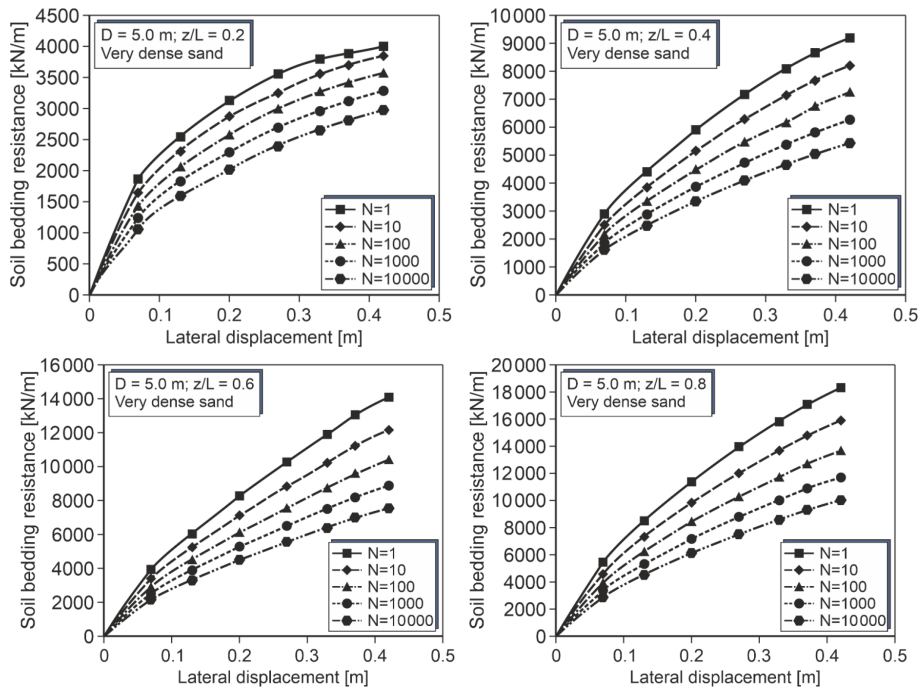 D = 5.0 m; z/L = 0.2
Very dense sand
Soil bedding resistance [kN/m]
4500
4000
3500
3000
2500
2000
1500
1000
500
0
N=1
N=10
N=100
N=1000
N=10000
0 0.1 0.2 0.3 0.4 0.5
Lateral displacement [m]
D = 5.0 m; z/L = 0.4
Very dense sand
Soil bedding resistance [kN/m]
10 000
9000
8000
7000
6000
5000
4000
3000
2000
1000
0
N=1
N=10
N=100
N=1000
N=10000
0 0.1 0.2 0.3 0.4 0.5
Lateral displacement [m]
D = 5.0 m; z/L = 0.6
Very dense sand
Soil bedding resistance [kN/m]
16 000
14 000
12 000
10 000
8000
6000
4000
2000
0
N=1
N=10
N=100
N=1000
N=10 000
0 0.1 0.2 0.3 0.4 0.5
Lateral displacement [m]
D = 5.0 m; z/L = 0.8
Very dense sand
Soil bedding resistance [kN/m]
20 000
18 000
16 000
14 000
12 000
10 000
8000
6000
4000
2000
0
N=1
N=10
N=100
N=1000
N=10 000
0 0.1 0.2 0.3 0.4 0.5
Lateral displacement [m]